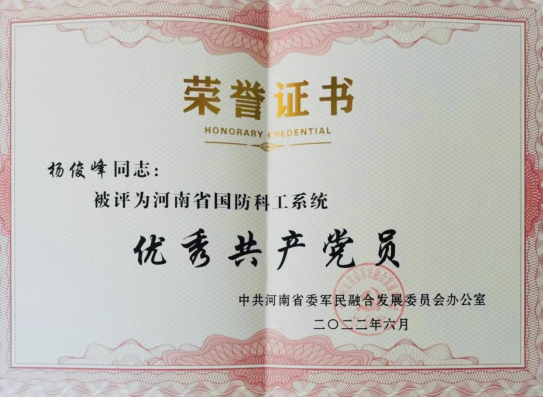 荣誉证书
HONORARY CREDENTIAL
杨俊峰同志：
被评为河南省国防科工系统
优秀共产党员
中共河南省委军民融合发展委员会办公室
二〇二二年六月